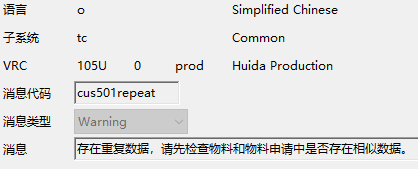 语言 o Simplified Chinese
子系统 tc Common
VRC 105U 0 prod Huida Production
消息代码 cus501repeat
消息类型 Warning
消息 存在重复数据，请先检查物料和物料申请中是否存在相似数据。